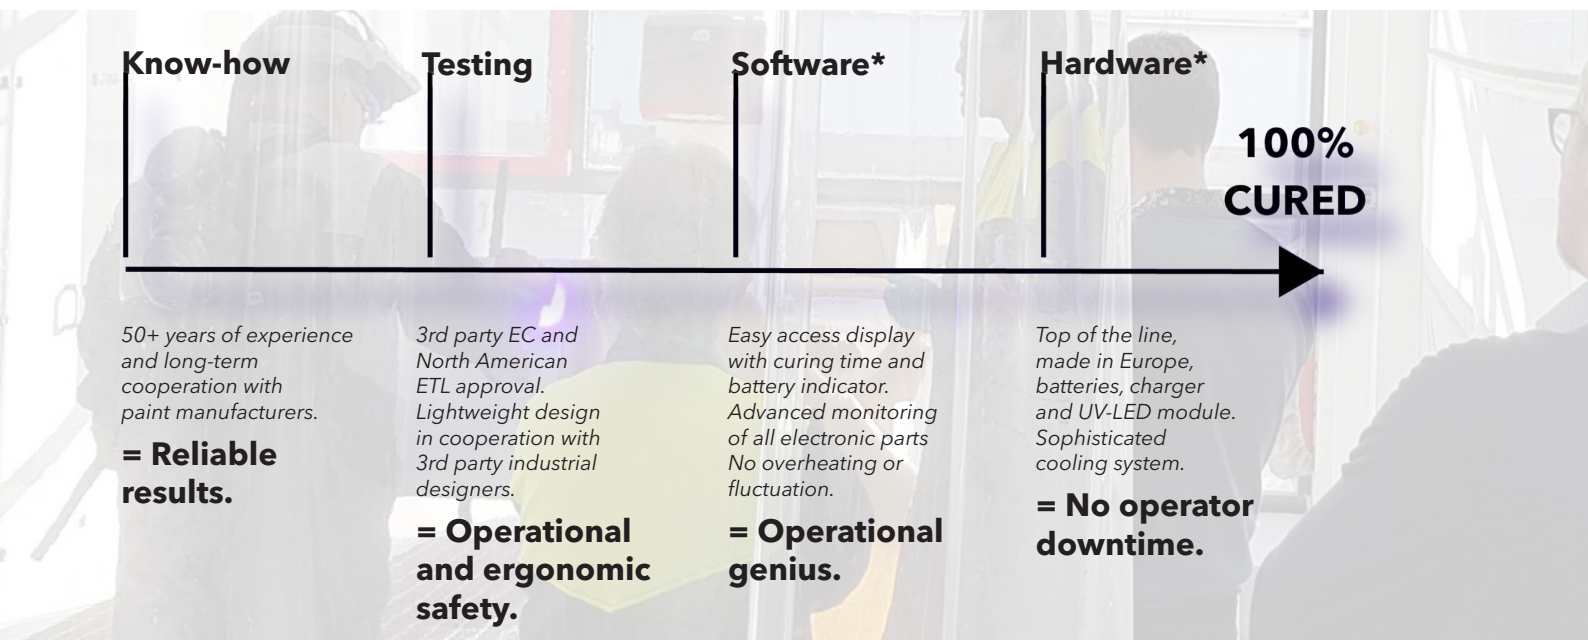 Know-how
Testing
Software*
Hardware*
100%
CURED
50+ years of experience
and long-term
cooperation with
paint manufacturers.
= Reliable
results.
3rd party EC and
North American
ETL approval.
Lightweight design
in cooperation with
3rd party industrial
designers.
= Operational
and ergonomic
safety.
Easy access display
with curing time and
battery indicator.
Advanced monitoring
of all electronic parts
No overheating or
fluctuation.
= Operational
genius.
Top of the line,
made in Europe,
batteries, charger
and UV-LED module.
Sophisticated
cooling system.
= No operator
downtime.